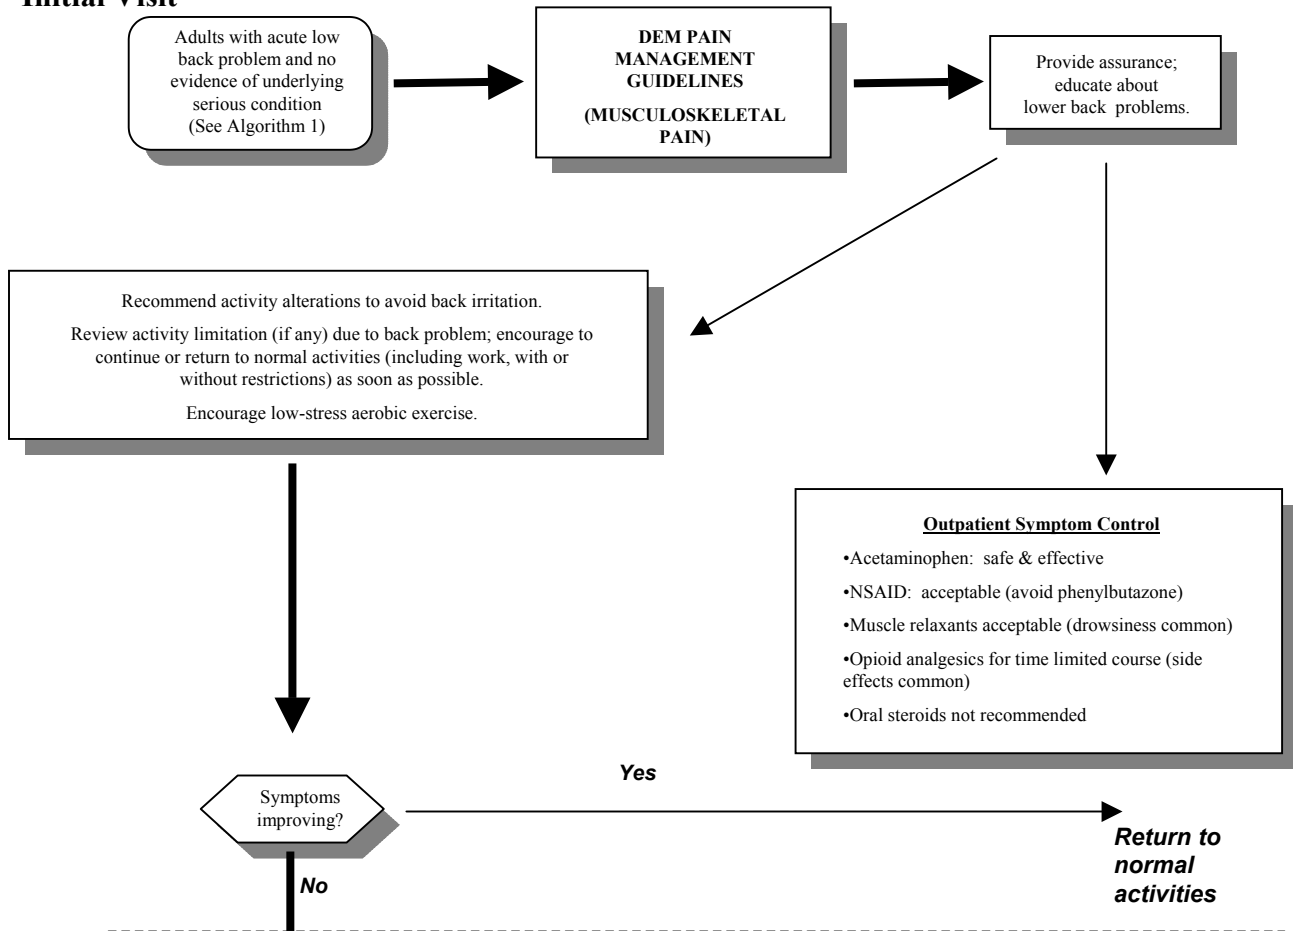 Initial Visit
Adults with acute low
back problem and no
evidence of underlying
serious condition
(See Algorithm 1)
DEM PAIN
MANAGEMENT
GUIDELINES
(MUSCULOSKELETAL
PAIN)
Provide assurance;
educate about
lower back problems.
Recommend activity alterations to avoid back irritation.
Review activity limitation (if any) due to back problem; encourage to
continue or return to normal activities (including work, with or
without restrictions) as soon as possible.
Encourage low-stress aerobic exercise.
Outpatient Symptom Control
•Acetaminophen: safe & effective
•NSAID: acceptable (avoid phenylbutazone)
•Muscle relaxants acceptable (drowsiness common)
•Opioid analgesics for time limited course (side
effects common)
•Oral steroids not recommended
Symptoms
improving?
Yes
Return to
normal
activities
No